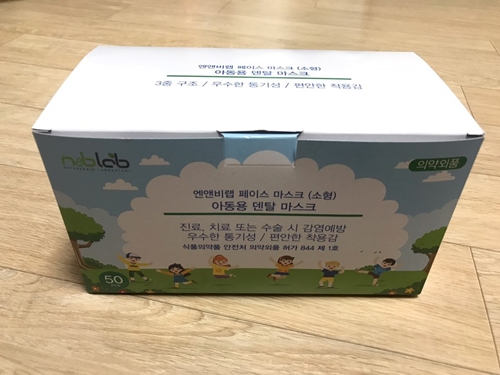 엔앤비랩 페이스 마스크 (소형)
아동용 덴탈 마스크
3중 구조 / 우수한 통기성 / 편안한 착용감
nbblab
의약외품
엔앤비랩 페이스 마스크 (소형)
아동용 덴탈 마스크
진료, 치료 또는 수술 시 감염예방
우수한 통기성 / 편안한 착용감
식품의약품 안전처 의약외품 허가 844 제 1호
50